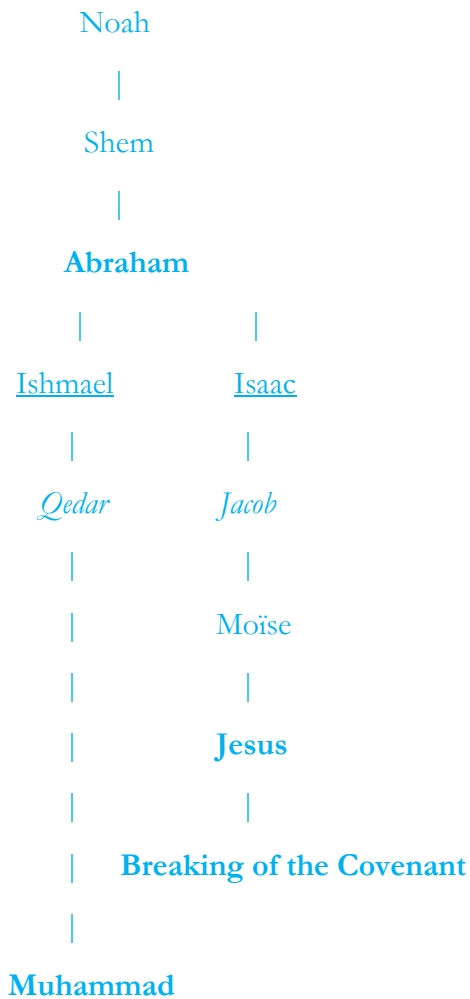 Noah
|
Shem
|
Abraham
| |
Ishmael Isaac
| |
Qedar Jacob
| |
| Moïse
| |
| Jesus
| |
| Breaking of the Covenant
|
Muhammad